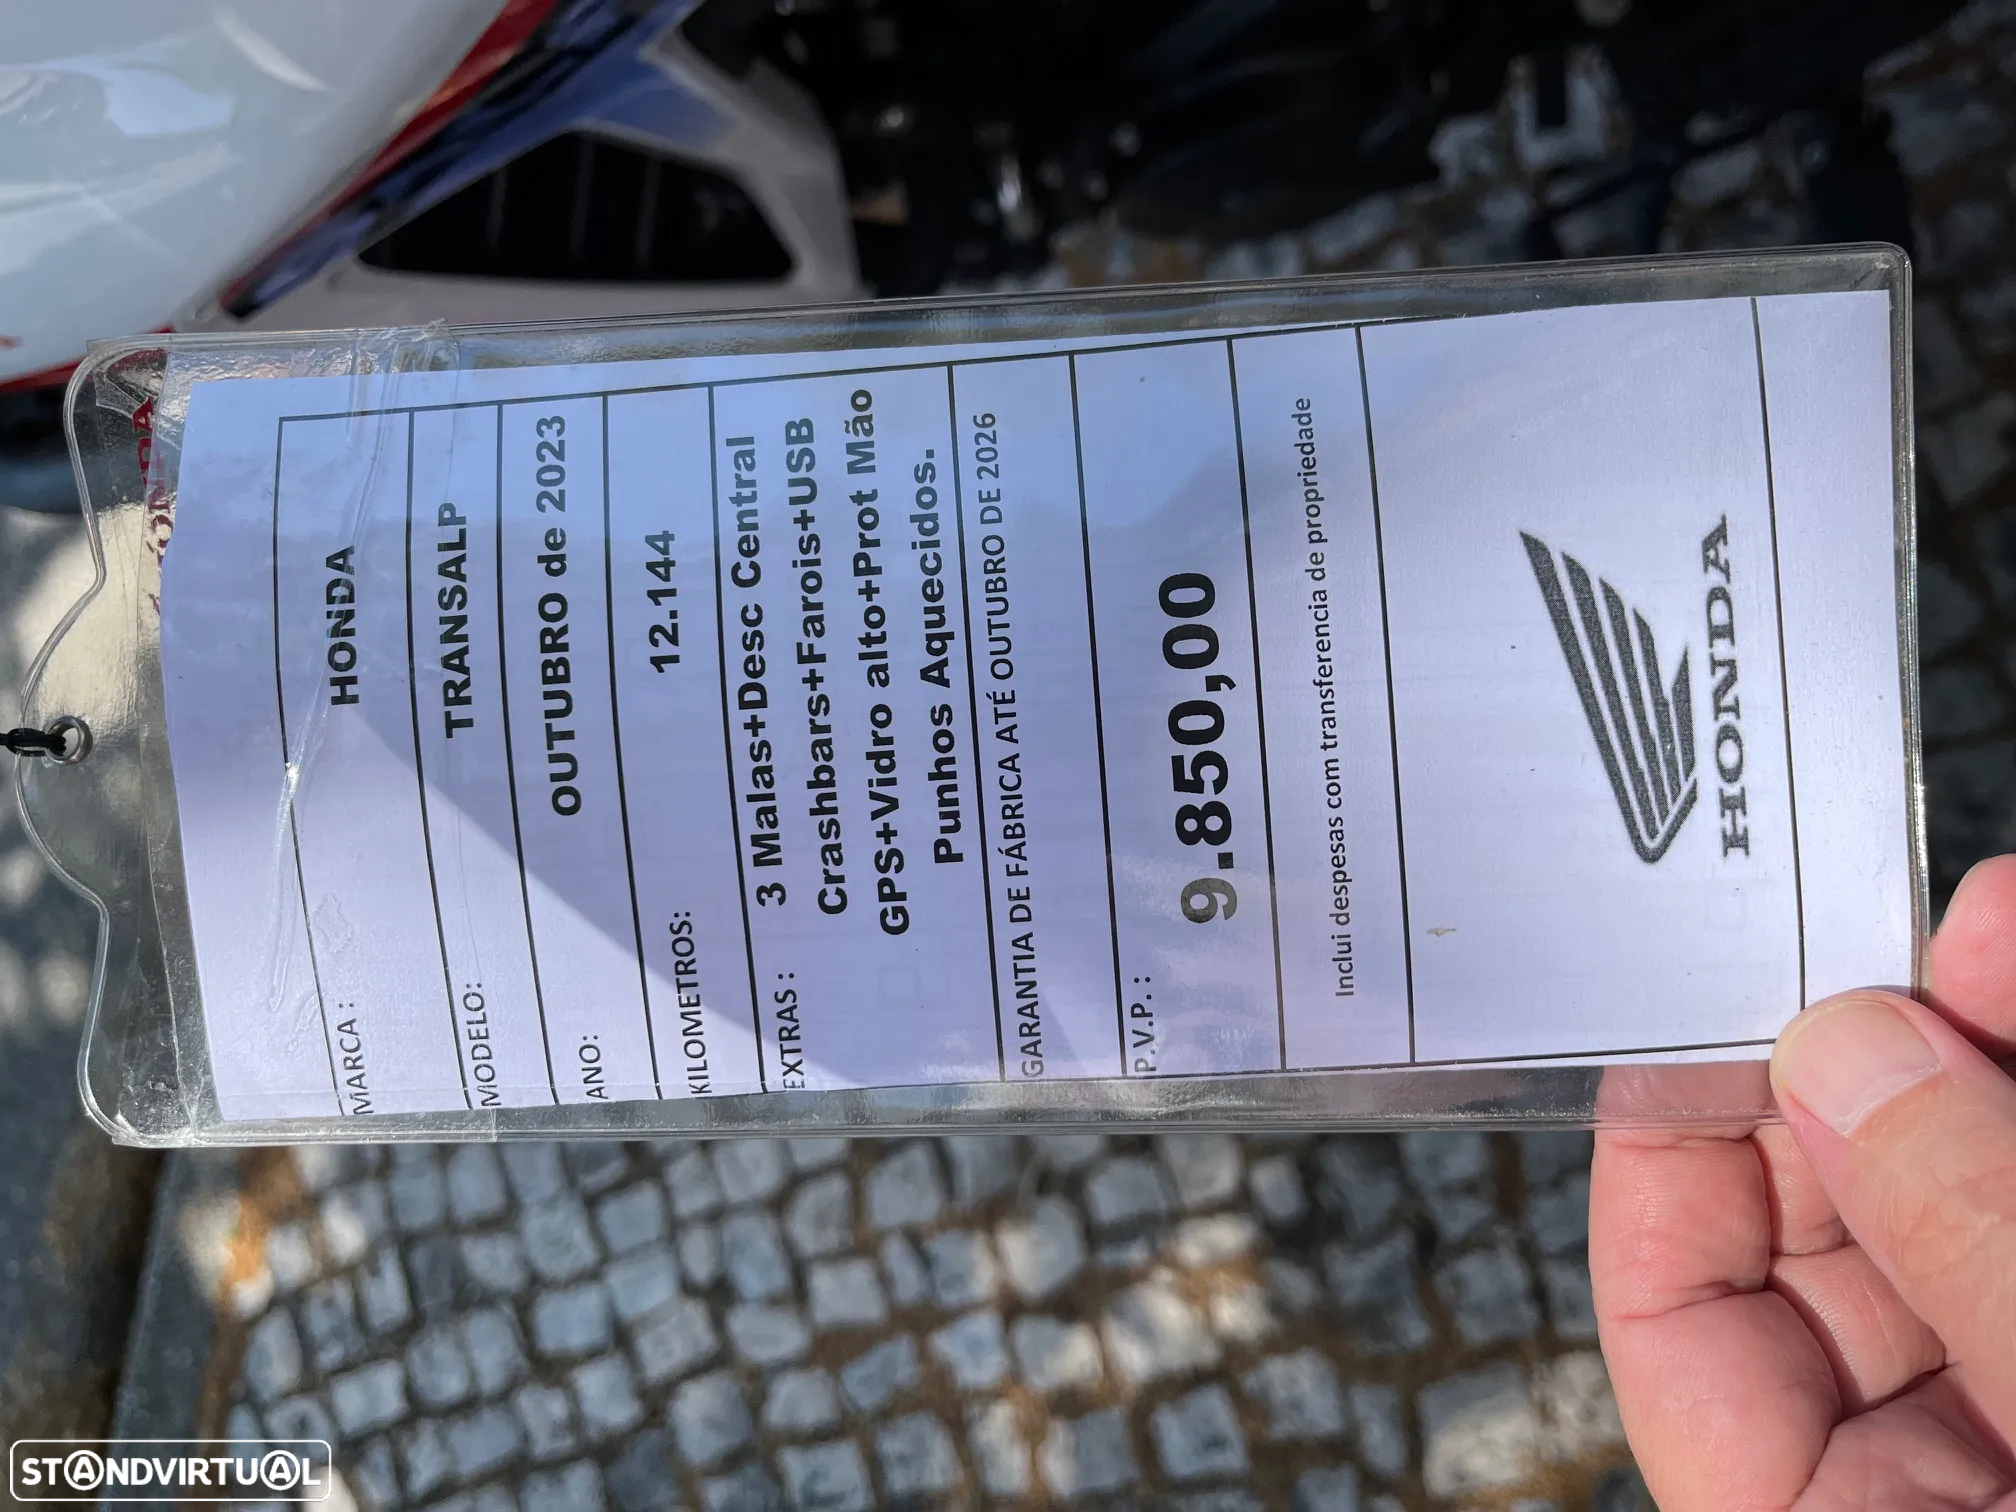 MARCA : HONDA
MODELO: TRANSALP
ANO: OUTUBRO de 2023
KILOMETROS: 12.144
EXTRAS : 3 Malas+Desc Central
Crashbars+Farois+USB
GPS+Vidro alto+Prot Mão
Punhos Aquecidos.
GARANTIA DE FÁBRICA ATÉ OUTUBRO DE 2026
P.V.P. : 9.850,00
Inclui despesas com transferencia de propriedade
HONDA
HONDA
STANDVIRTUAL